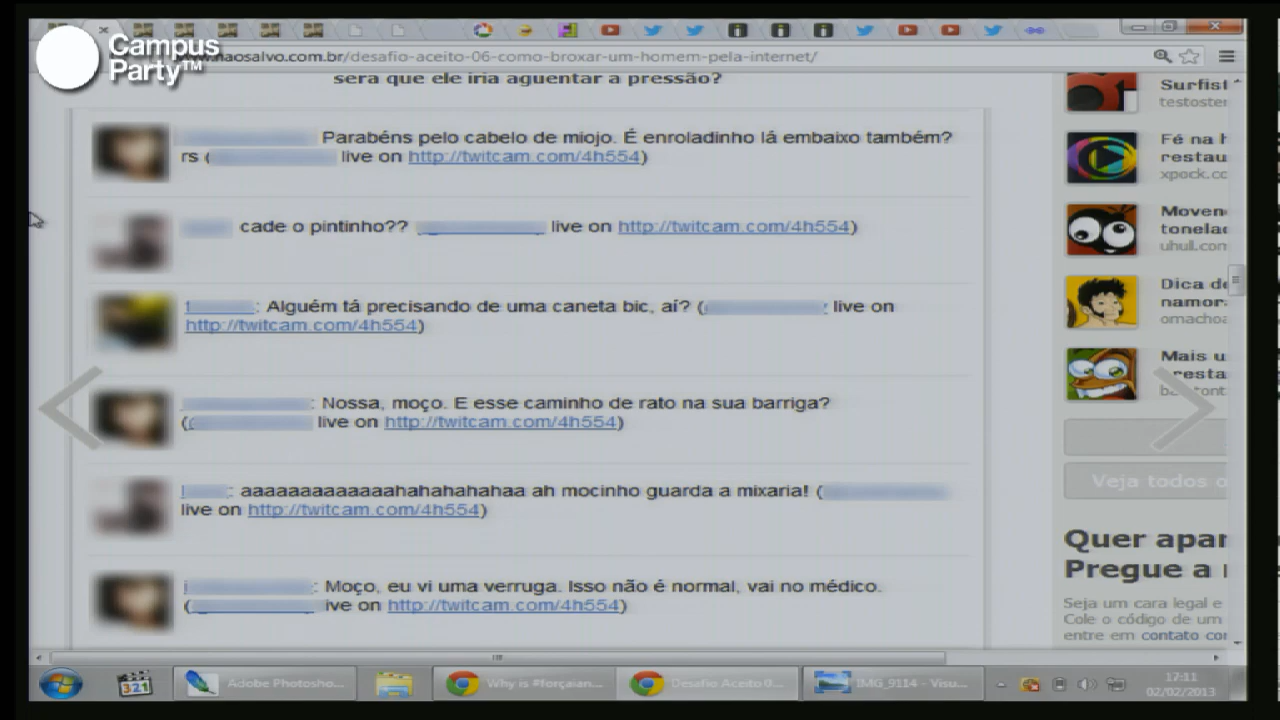 Campus
Party™
naosalvo.com.br/desafio-aceito-06-como-broxar-um-homem-pela-internet/
sera que ele iria aguentar a pressão?
Parabéns pelo cabelo de miojo. É enroladinho lá embaixo também?
rs ( live on http://twitcam.com/4h554)
cade o pintinho?? ( live on http://twitcam.com/4h554)
: Alguém tá precisando de uma caneta bic, aí? ( live on
http://twitcam.com/4h554)
: Nossa, moço. E esse caminho de rato na sua barriga?
( live on http://twitcam.com/4h554)
: aaaaaaaaaaaaahahahahahaa ah mocinho guarda a mixaria! (
live on http://twitcam.com/4h554)
: Moço, eu vi uma verruga. Isso não é normal, vai no médico.
( ive on http://twitcam.com/4h554)
Surfist
testoster
Fé na h
restau
xpock.cc
Movend
tonelad
uhull.com
Dica de
namor
omachoa
Mais u
resta
Veja todos o
Quer apar
Pregue a
Seja um cara legal e
Cole o código de um
entre em contato co
Adobe Photosho...
Why is #forçaian...
Desafio Aceito 0...
IMG_9114 - Visu...
17:11
02/02/2013